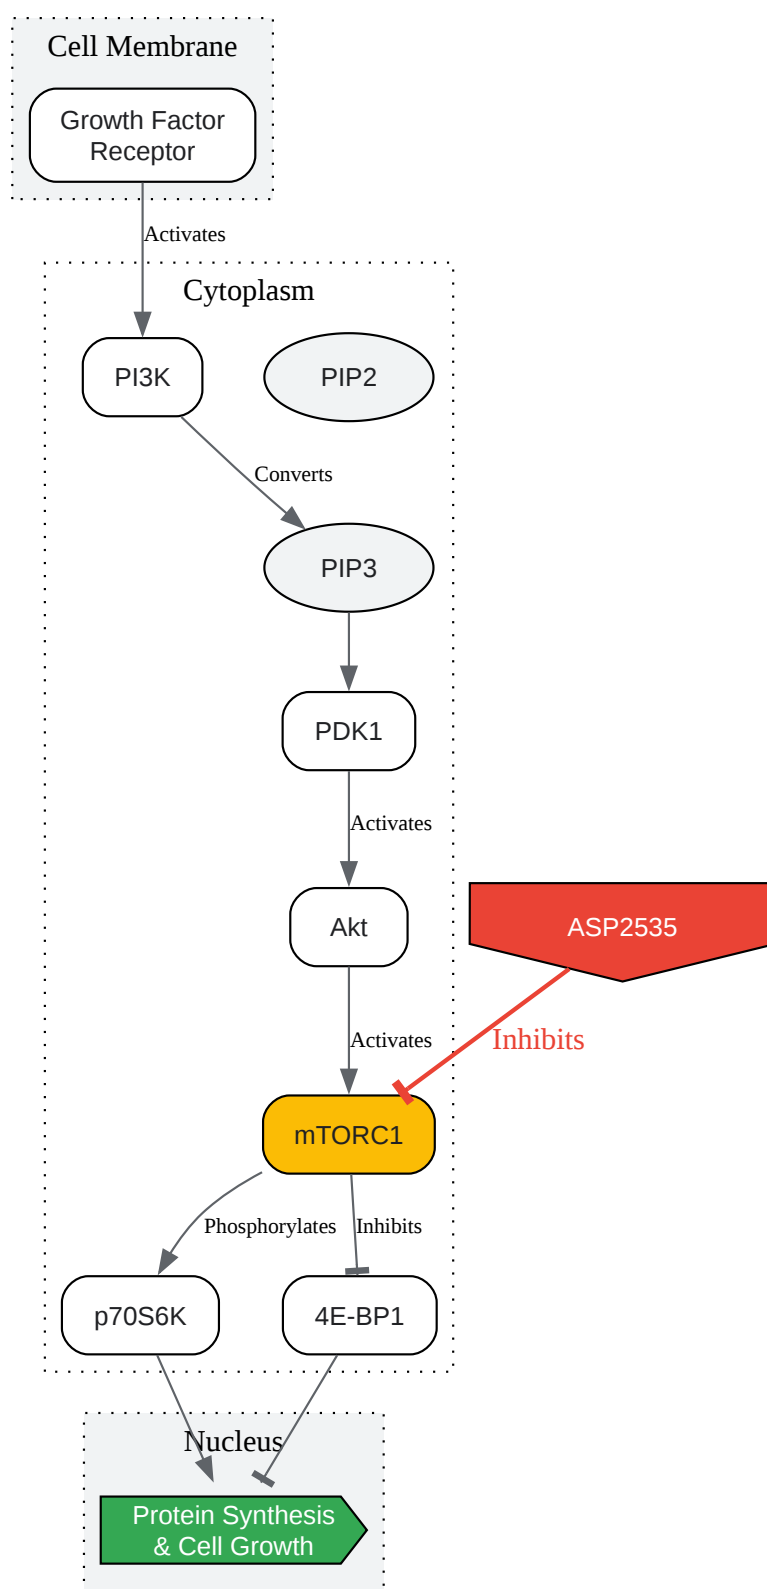 Cell Membrane
Growth Factor
Receptor
Activates
Cytoplasm
PI3K
PIP2
Converts
PIP3
PDK1
Activates
Akt
ASP2535
Activates
Inhibits
mTORC1
Phosphorylates
Inhibits
p70S6K
4E-BP1
Nucleus
Protein Synthesis
& Cell Growth